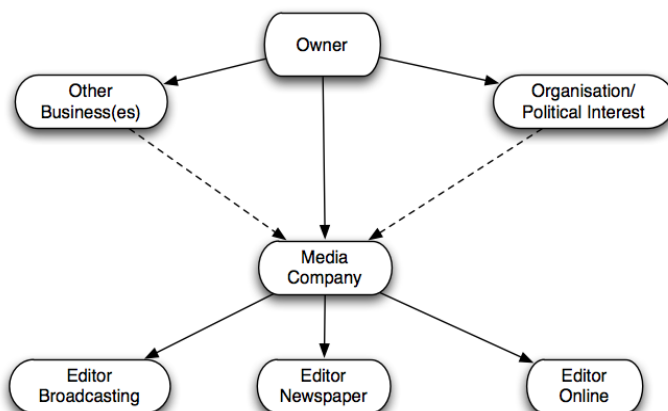 Owner
Other
Business(es)
Organisation/
Political Interest
Media
Company
Editor
Broadcasting
Editor
Newspaper
Editor
Online